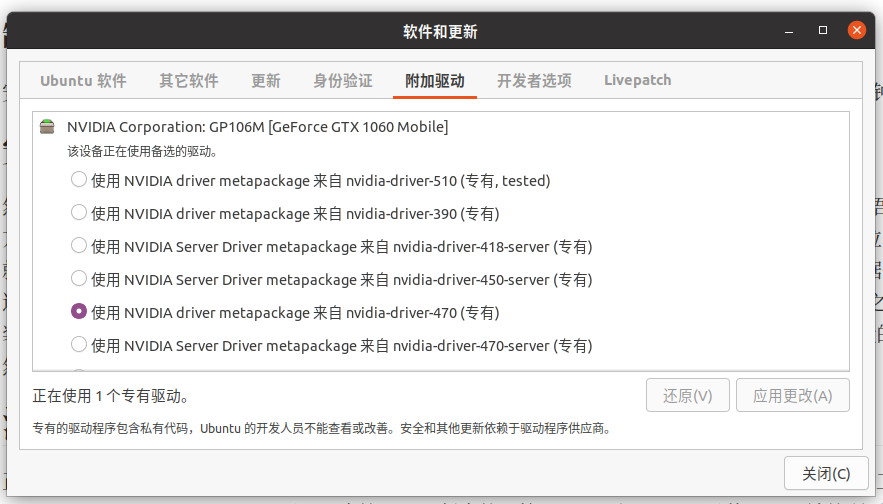 软件和更新
Ubuntu 软件 其它软件 更新 身份验证 附加驱动 开发者选项 Livepatch
NVIDIA Corporation: GP106M [GeForce GTX 1060 Mobile]
该设备正在使用备选的驱动。
使用 NVIDIA driver metapackage 来自 nvidia-driver-510 (专有, tested)
使用 NVIDIA driver metapackage 来自 nvidia-driver-390 (专有)
使用 NVIDIA Server Driver metapackage 来自 nvidia-driver-418-server (专有)
使用 NVIDIA Server Driver metapackage 来自 nvidia-driver-450-server (专有)
使用 NVIDIA driver metapackage 来自 nvidia-driver-470 (专有)
使用 NVIDIA Server Driver metapackage 来自 nvidia-driver-470-server (专有)
正在使用 1 个专有驱动。
还原(V) 应用更改(A)
专有的驱动程序包含私有代码，Ubuntu 的开发人员不能查看或改善。安全和其他更新依赖于驱动程序供应商。
关闭(C)